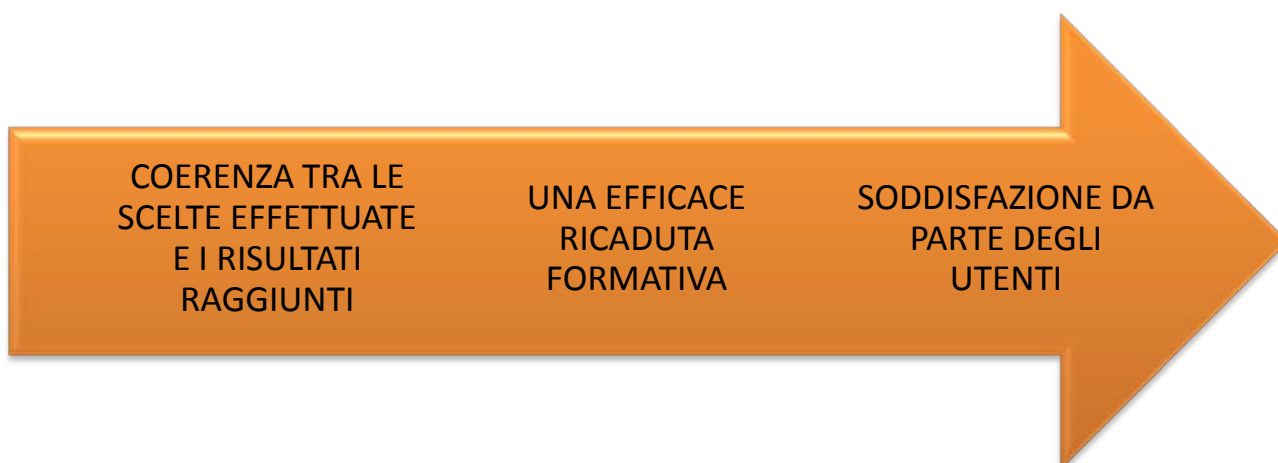 COERENZA TRA LE
SCELTE EFFETTUATE
E I RISULTATI
RAGGIUNTI
UNA EFFICACE
RICADUTA
FORMATIVA
SODDISFAZIONE DA
PARTE DEGLI
UTENTI